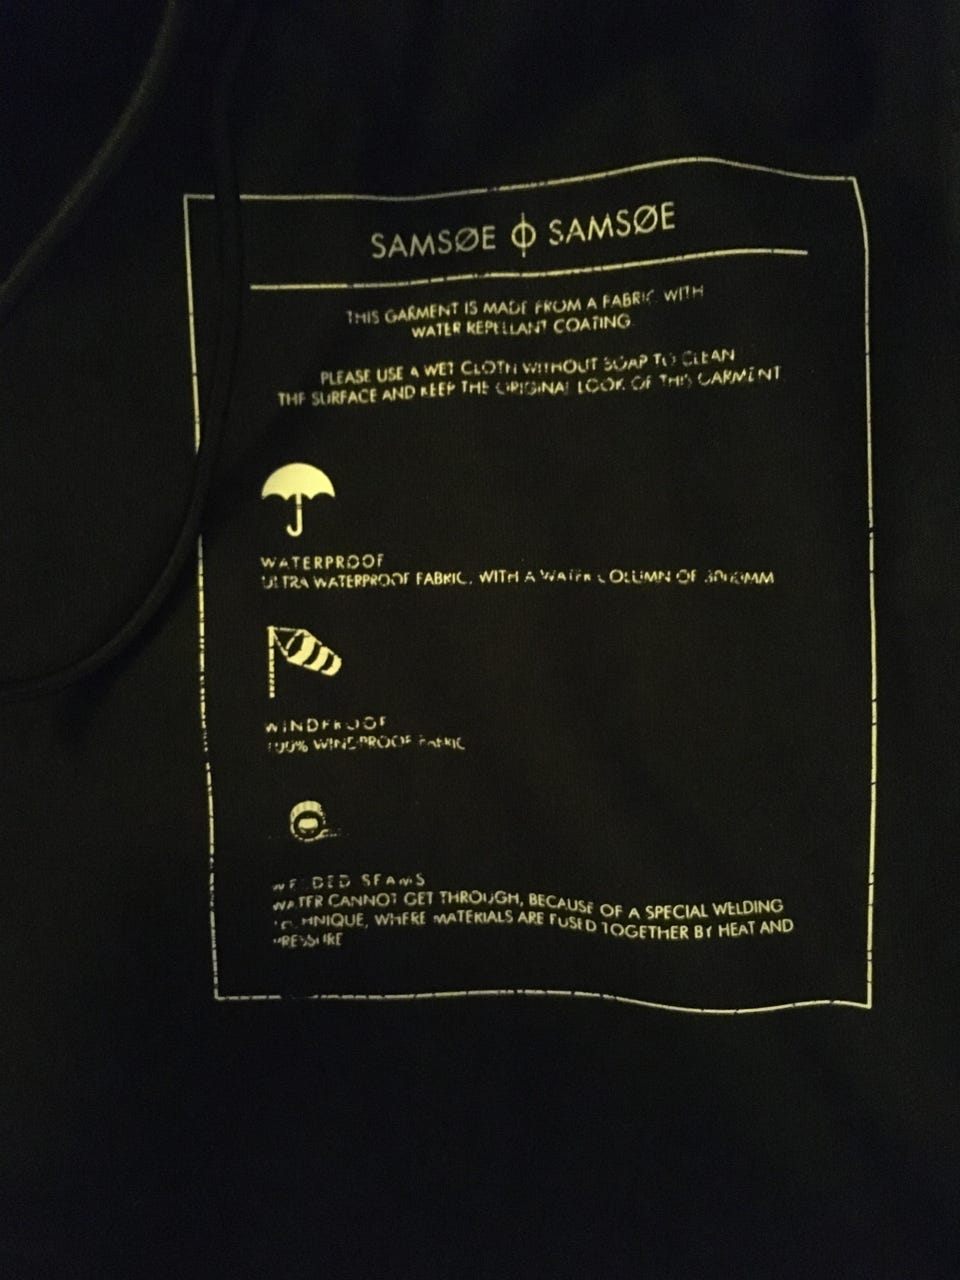 SAMSØE ϕ SAMSØE
THIS GARMENT IS MADE FROM A FABRIC WITH
WATER REPELLANT COATING
PLEASE USE A WET CLOTH WITHOUT SOAP TO CLEAN
THE SURFACE AND KEEP THE ORIGINAL LOOK OF THIS GARMENT
WATERPROOF
ULTRA WATERPROOF FABRIC, WITH A WATER COLUMN OF
WINDPROOF
100% WINDPROOF FABRIC
WELDED SEAMS
WATER CANNOT GET THROUGH, BECAUSE OF A SPECIAL WELDING
TECHNIQUE, WHERE MATERIALS ARE FUSED TOGETHER BY HEAT AND
PRESSURE